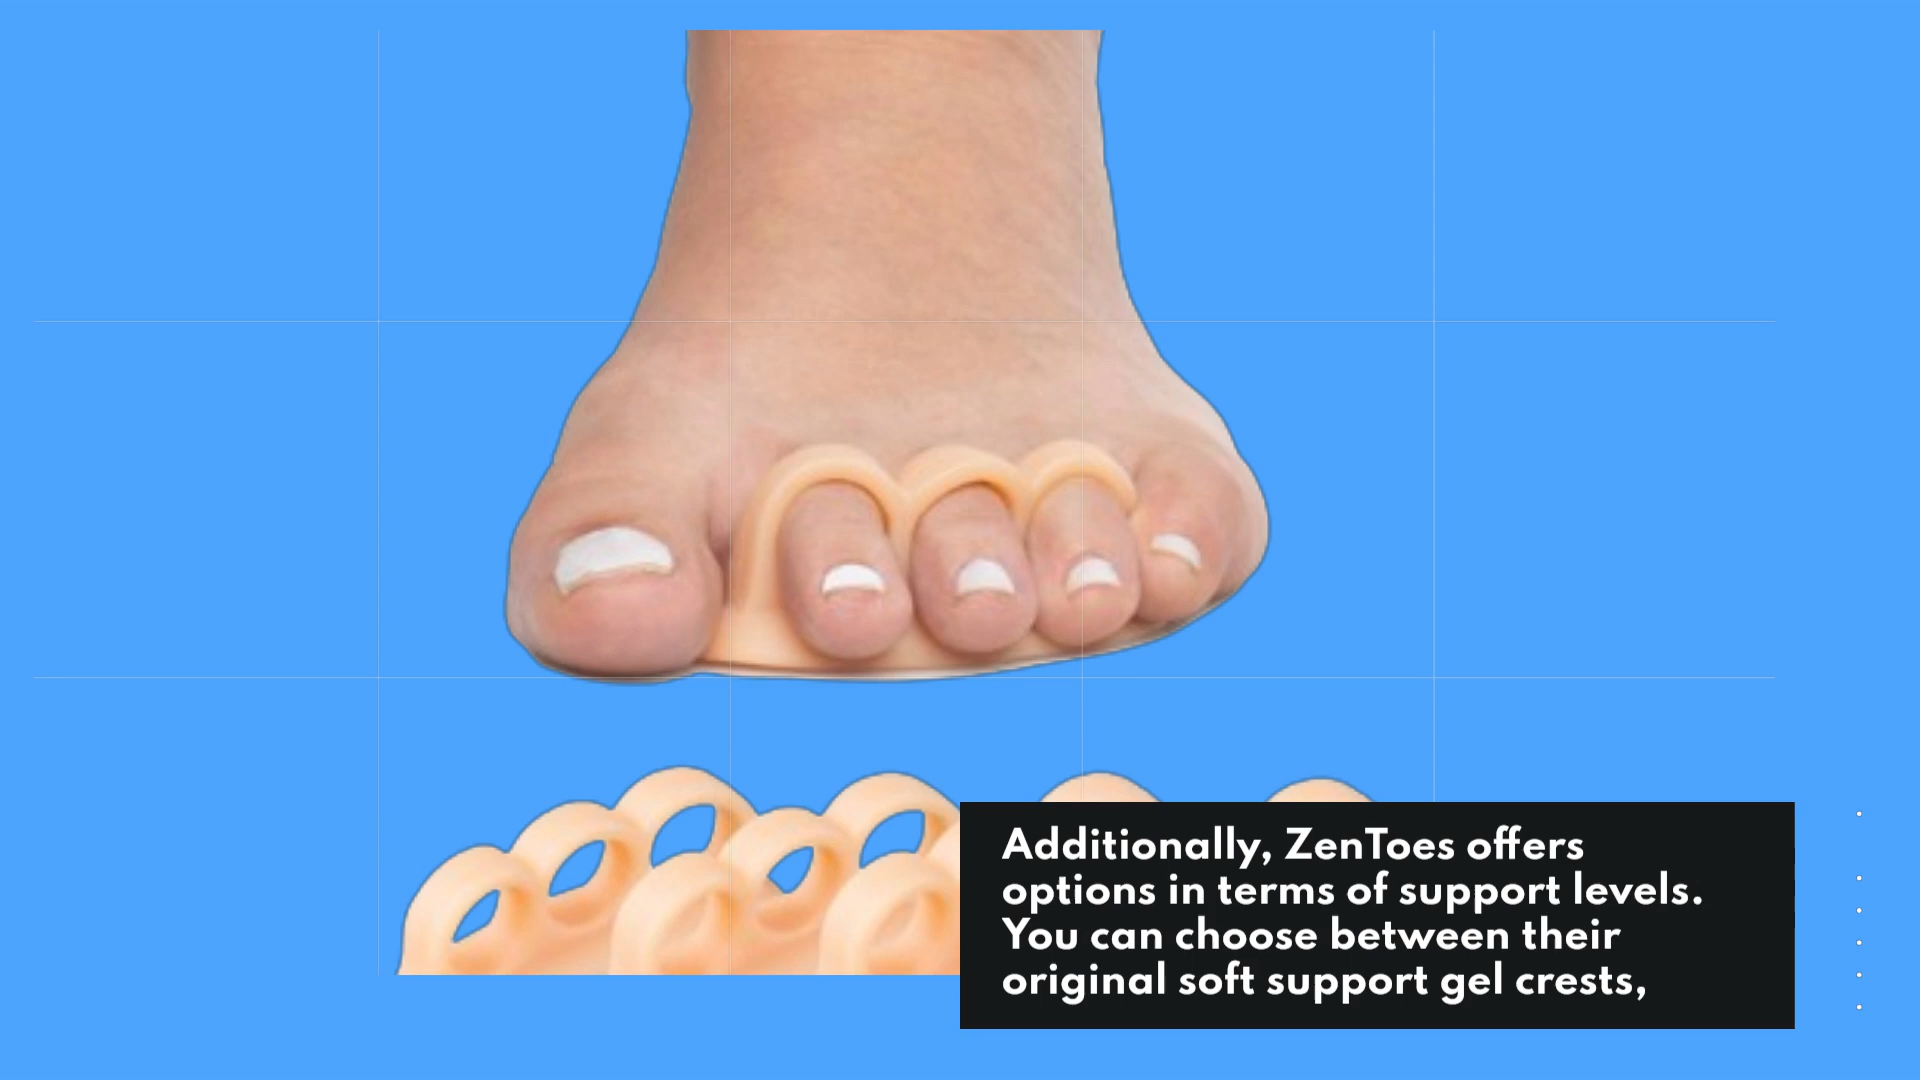 Additionally, ZenToes offers
options in terms of support levels.
You can choose between their
original soft support gel crests,